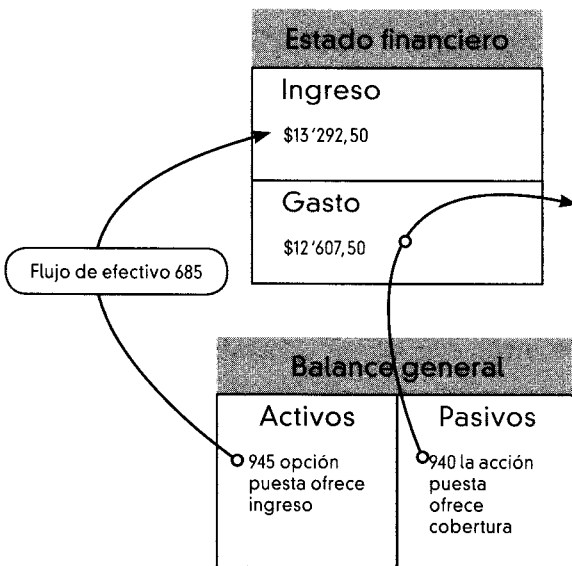 Estado financiero
Ingreso
$13'292,50
Gasto
$12'607,50
Flujo de efectivo 685
Balance general
Activos
945 opción
puesta ofrece
ingreso
Pasivos
940 la acción
puesta
ofrece
cobertura